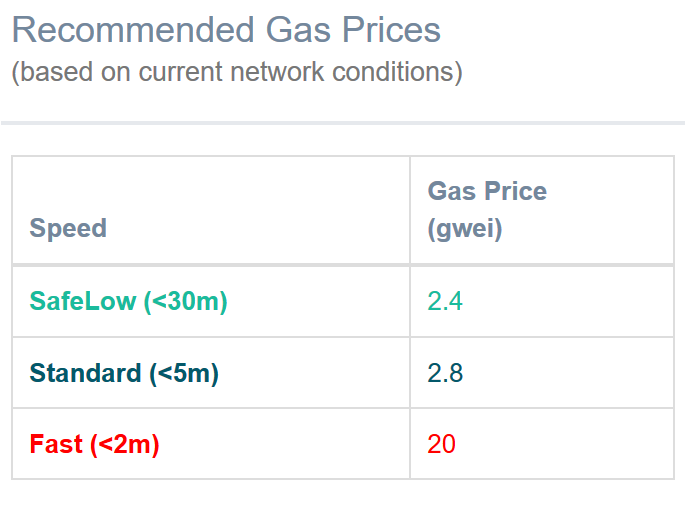 Recommended Gas Prices
(based on current network conditions)
Speed
Gas Price
(gwei)
SafeLow (<30m)
2.4
Standard (<5m)
2.8
Fast (<2m)
20